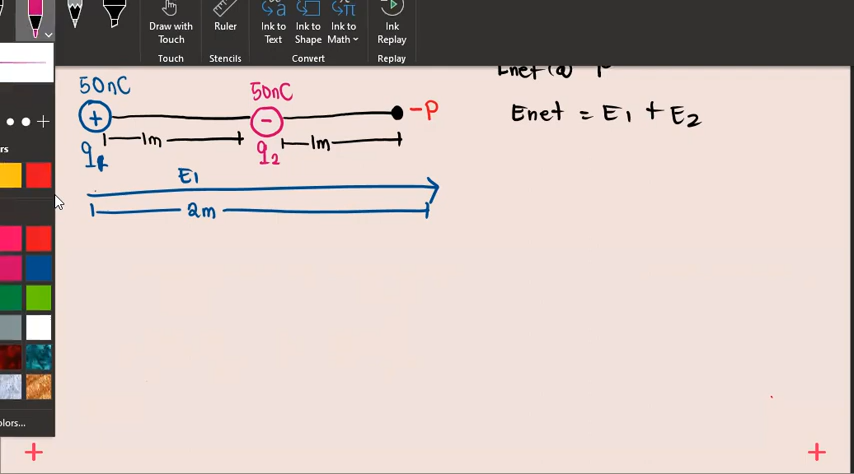 Draw with Touch
Ruler
Ink to Text
Ink to Shape
Ink to Math
Ink Replay
Touch
Stencils
Convert
Replay
Enet @ P
50nC
50nC
Enet = E1 + E2
+
-
-P
1m
1m
q1
q2
E1
2m